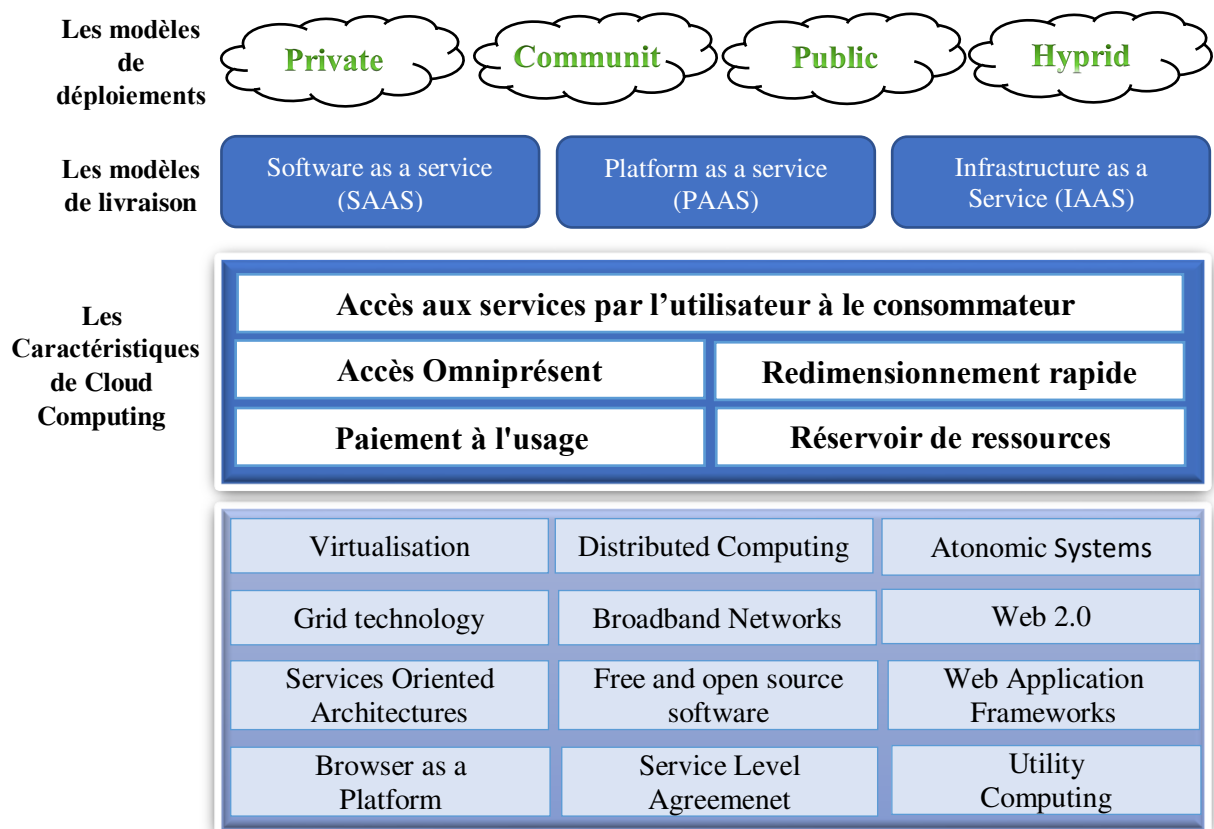 Les modèles
de
déploiements
Private
Communit
Public
Hyprid
Les modèles
de livraison
Software as a service
(SAAS)
Platform as a service
(PAAS)
Infrastructure as a
Service (IAAS)
Les
Caractéristiques
de Cloud
Computing
Accès aux services par l’utilisateur à le consommateur
Accès Omniprésent
Redimensionnement rapide
Paiement à l'usage
Réservoir de ressources
Virtualisation
Distributed Computing
Atonomic Systems
Grid technology
Broadband Networks
Web 2.0
Services Oriented
Architectures
Free and open source
software
Web Application
Frameworks
Browser as a
Platform
Service Level
Agreemenet
Utility
Computing